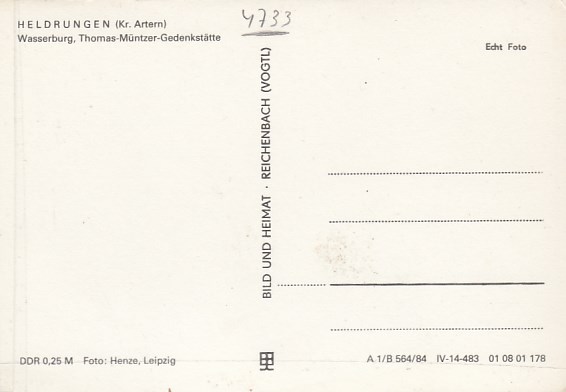 HELDRUNGEN (Kr. Artern)
Wasserburg, Thomas-Müntzer-Gedenkstätte
4733
Echt Foto
BILD UND HEIMAT · REICHENBACH (VOGTL)
DDR 0,25 M Foto: Henze, Leipzig
A 1/B 564/84 IV-14-483 01 08 01 178